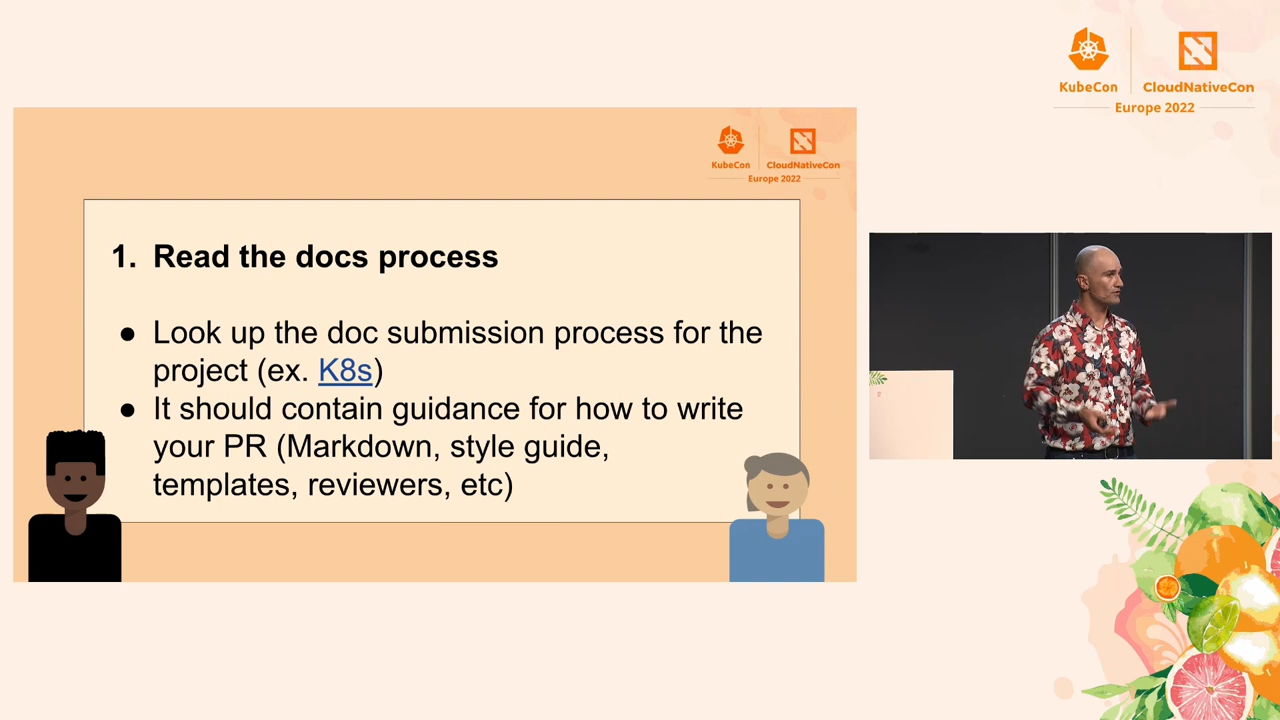 KubeCon
CloudNativeCon
Europe 2022
KubeCon
CloudNativeCon
Europe 2022
1. Read the docs process
● Look up the doc submission process for the
project (ex. K8s)
● It should contain guidance for how to write
your PR (Markdown, style guide,
templates, reviewers, etc)